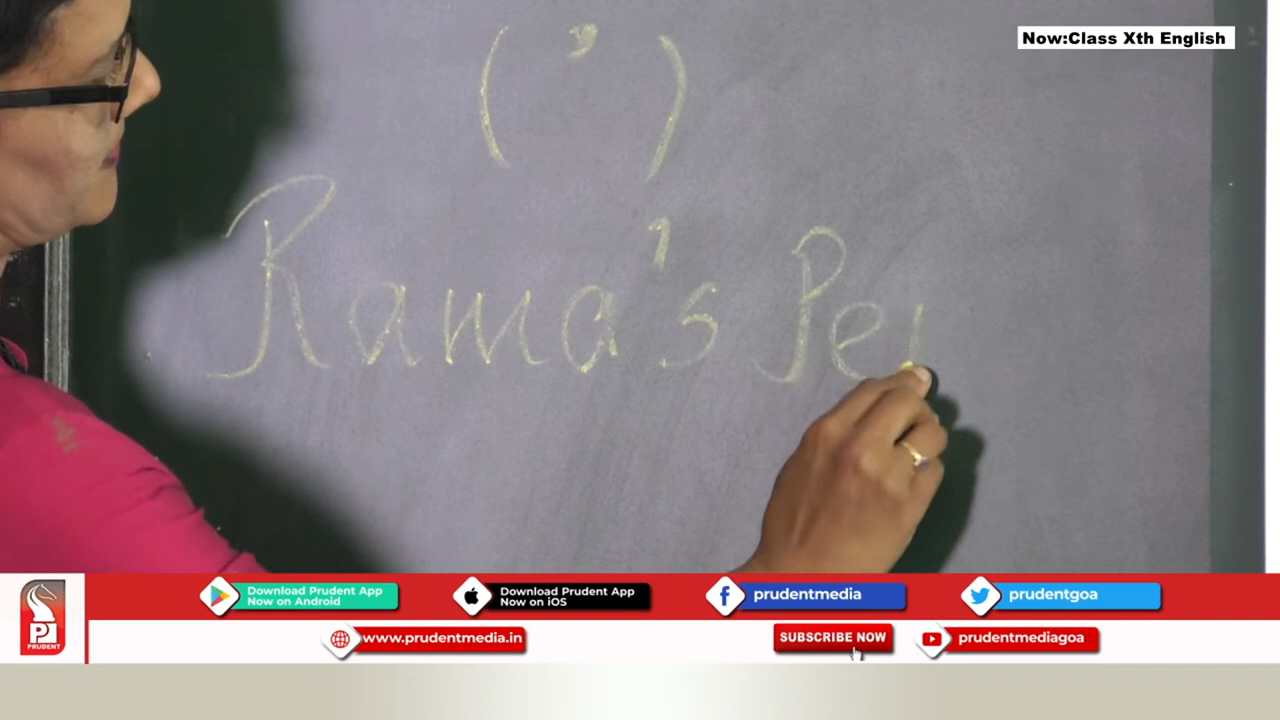 Now:Class Xth English
( ’ )
Rama's Pe
Download Prudent App
Now on Android
Download Prudent App
Now on iOS
prudentmedia
prudentgoa
PRUDENT
www.prudentmedia.in
SUBSCRIBE NOW
prudentmediagoa